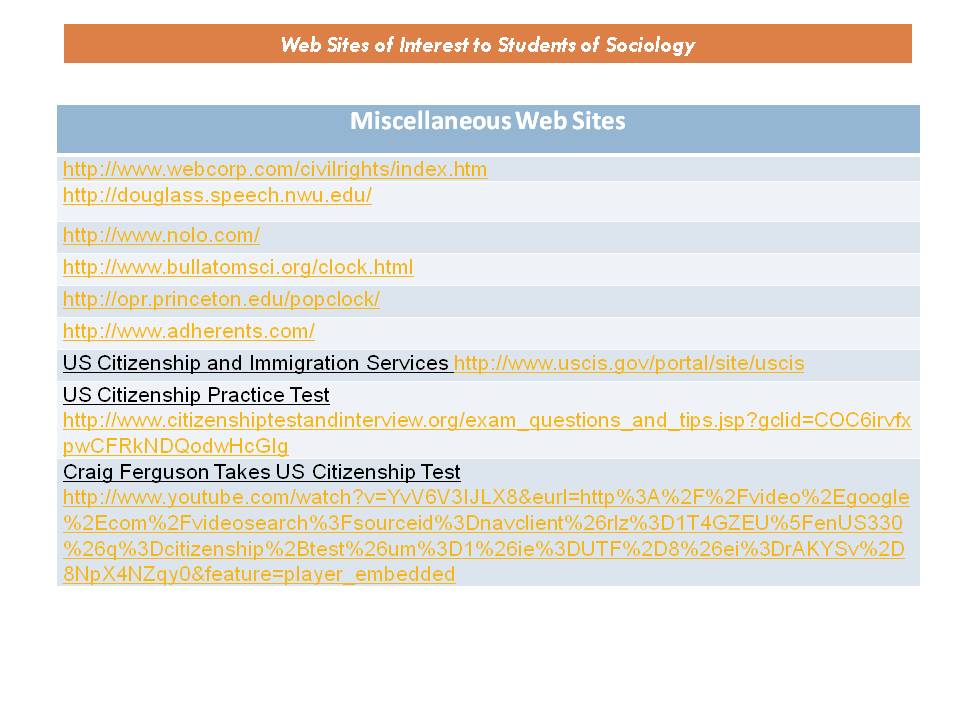 Web Sites of Interest to Students of Sociology
Miscellaneous Web Sites
http://www.webcorp.com/civilrights/index.htm
http://douglass.speech.nwu.edu/
http://www.nolo.com/
http://www.bullatomsci.org/clock.html
http://opr.princeton.edu/popclock/
http://www.adherents.com/
US Citizenship and Immigration Services http://www.uscis.gov/portal/site/uscis
US Citizenship Practice Test
http://www.citizenshiptestandinterview.org/exam_questions_and_tips.jsp?gclid=COC6irvfx
pwCFRkNDQodwHcGIg
Craig Ferguson Takes US Citizenship Test
http://www.youtube.com/watch?v=YvV6V3IJLX8&eurl=http%3A%2F%2Fvideo%2Egoogle
%2Ecom%2Fvideosearch%3Fsourceid%3Dnavclient%26rlz%3D1T4GZEU%5FenUS330
%26q%3Dcitizenship%2Btest%26um%3D1%26ie%3DUTF%2D8%26ei%3DrAKYSv%2D
8NpX4NZqy0&feature=player_embedded